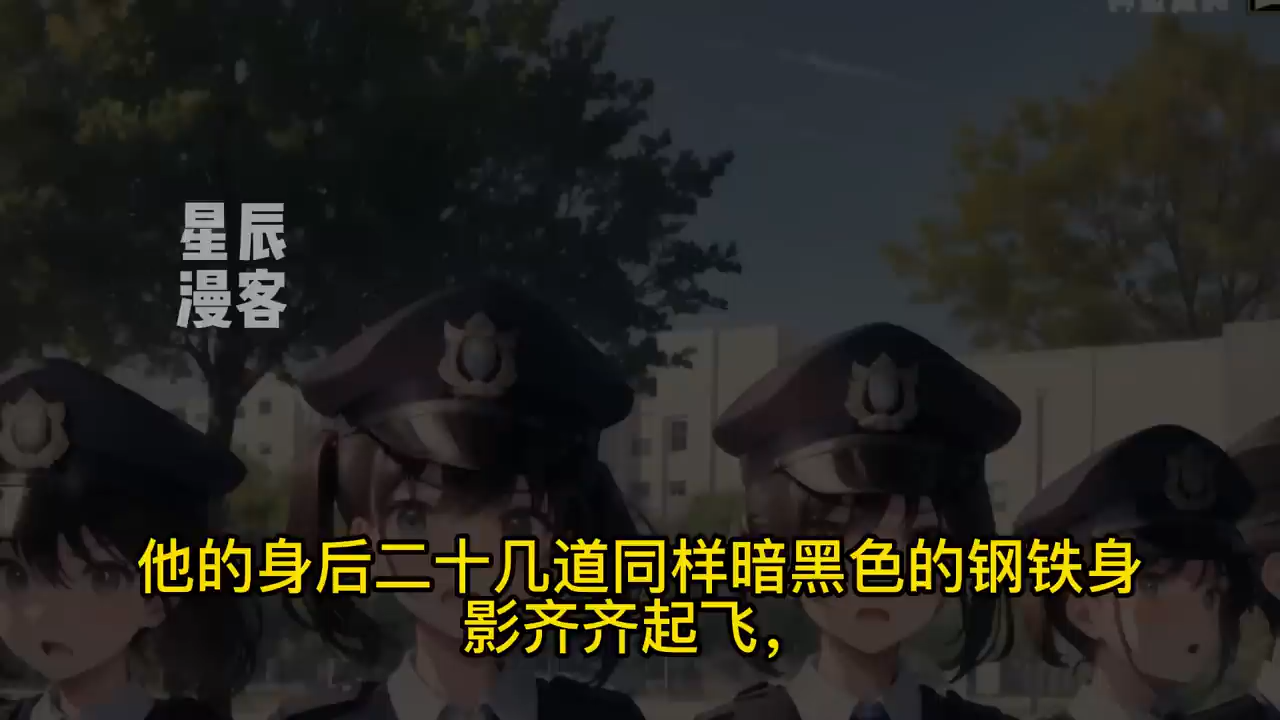 星辰
漫客
他的身后二十几道同样暗黑色的钢铁身
影齐齐起飞，